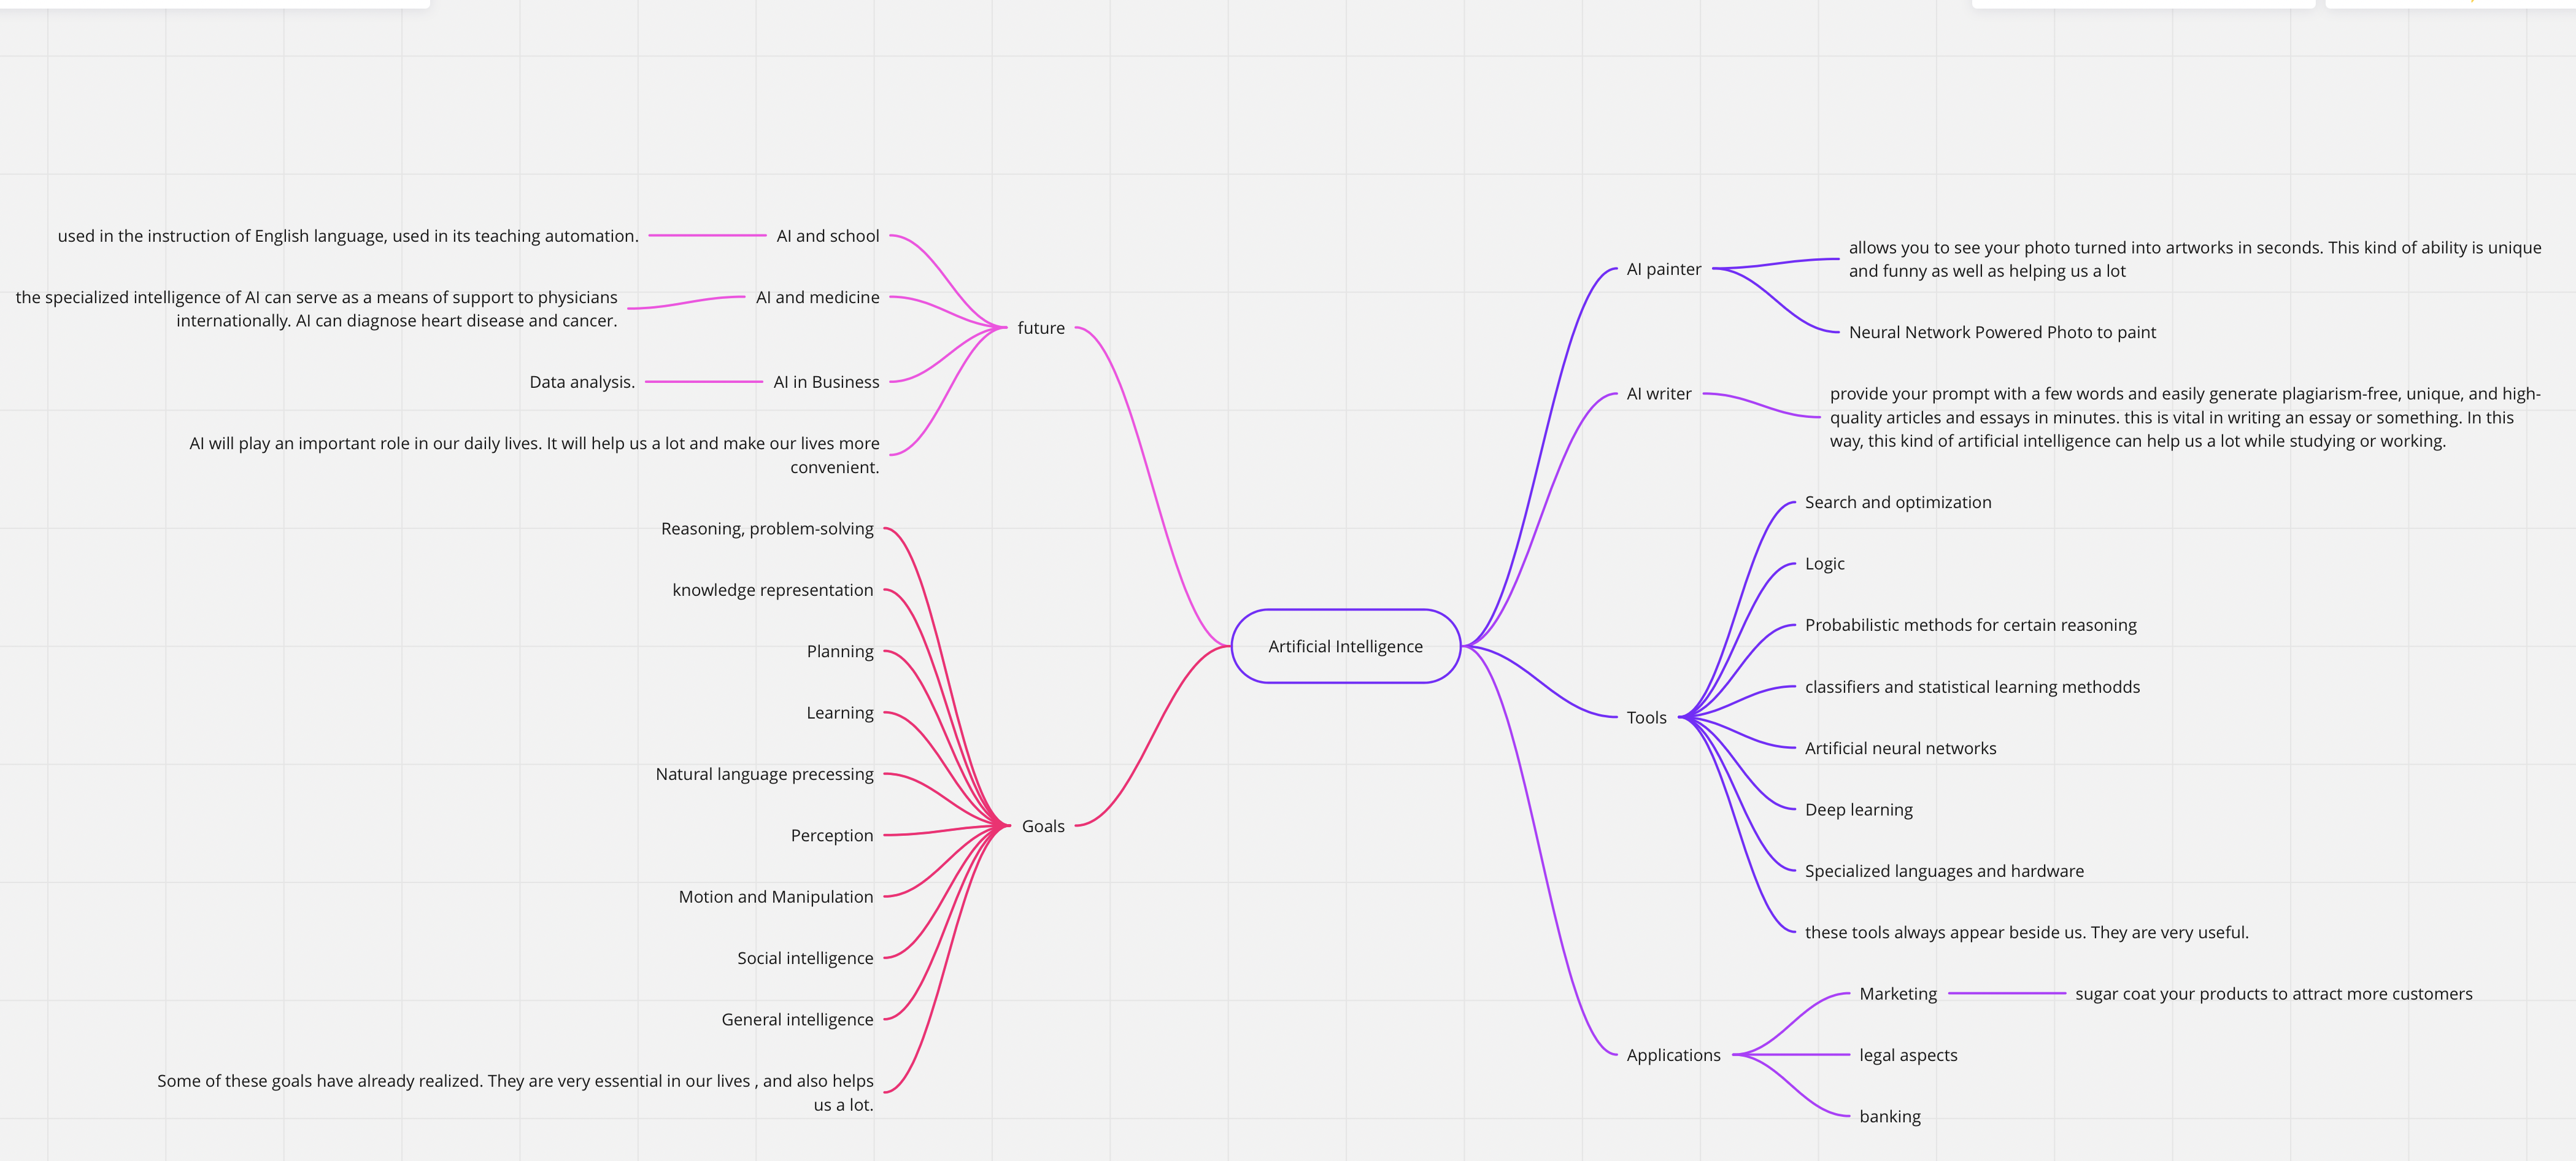 used in the instruction of English language, used in its teaching automation.
AI and school
the specialized intelligence of AI can serve as a means of support to physicians
internationally. AI can diagnose heart disease and cancer.
AI and medicine
future
Data analysis.
AI in Business
AI will play an important role in our daily lives. It will help us a lot and make our lives more
convenient.
Reasoning, problem-solving
knowledge representation
Planning
Learning
Natural language precessing
Perception
Motion and Manipulation
Social intelligence
General intelligence
Some of these goals have already realized. They are very essential in our lives , and also helps
us a lot.
Goals
Artificial Intelligence
AI painter
allows you to see your photo turned into artworks in seconds. This kind of ability is unique
and funny as well as helping us a lot
Neural Network Powered Photo to paint
AI writer
provide your prompt with a few words and easily generate plagiarism-free, unique, and high-
quality articles and essays in minutes. this is vital in writing an essay or something. In this
way, this kind of artificial intelligence can help us a lot while studying or working.
Tools
Search and optimization
Logic
Probabilistic methods for certain reasoning
classifiers and statistical learning methodds
Artificial neural networks
Deep learning
Specialized languages and hardware
these tools always appear beside us. They are very useful.
Applications
Marketing
sugar coat your products to attract more customers
legal aspects
banking